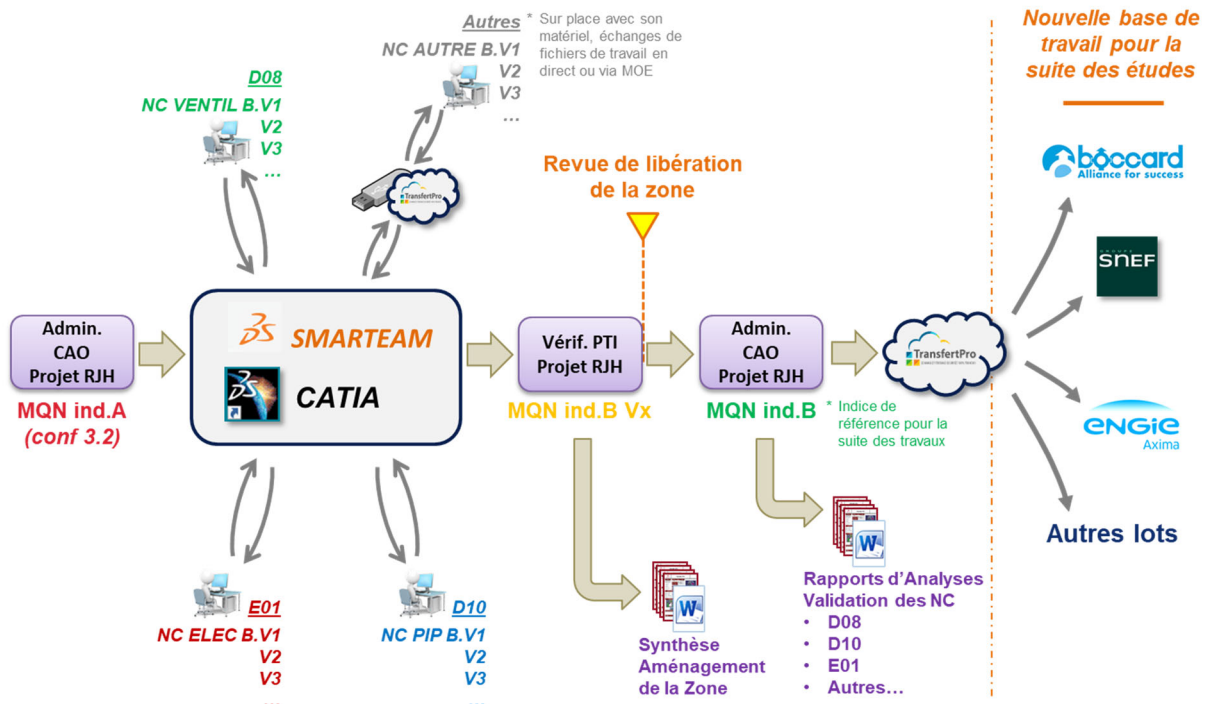 Autres
* Sur place avec son
matériel, échanges de
fichiers de travail en
direct ou via MOE
NC AUTRE B.V1
V2
V3
...
D08
NC VENTIL B.V1
V2
V3
...
TransfertPro
Nouvelle base de
travail pour la
suite des études
Revue de libération
de la zone
Admin.
CAO
Projet RJH
MQN ind.A
(conf 3.2)
SMARTEAM
CATIA
Vérif. PTI
Projet RJH
MQN ind.B Vx
Admin.
CAO
Projet RJH
MQN ind.B
* Indice de
référence pour la
suite des travaux
TransfertPro
bôccard
Alliance for success
GROUPE
SNEF
ENGIE
Axima
Autres lots
E01
NC ELEC B.V1
V2
V3
...
D10
NC PIP B.V1
V2
V3
...
W
Synthèse
Aménagement
de la Zone
W
Rapports d'Analyses
Validation des NC
• D08
• D10
• E01
• Autres…